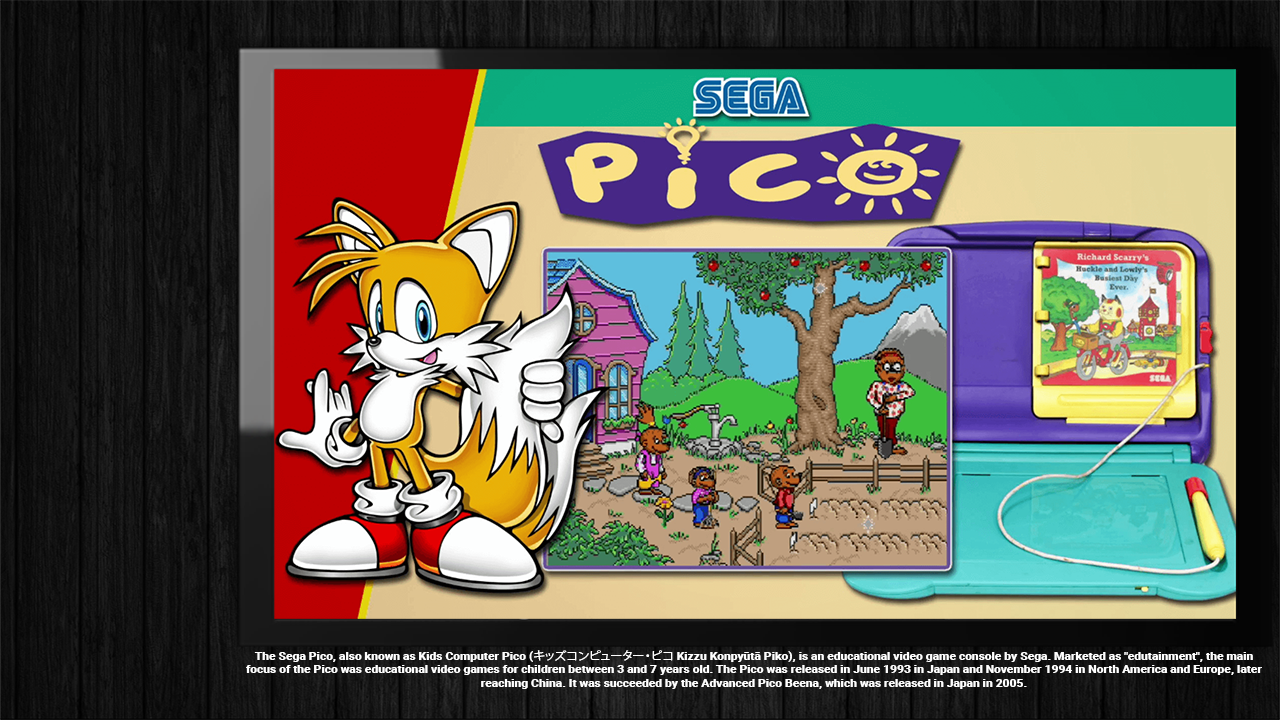 SEGA
PiCO
Richard Scarry's
Huckle and Lowly's
Busiest Day
Ever.
SEGA
The Sega Pico, also known as Kids Computer Pico (キッズコンピューター・ピコ Kizzu Konpyūtā Piko), is an educational video game console by Sega. Marketed as "edutainment", the main
focus of the Pico was educational video games for children between 3 and 7 years old. The Pico was released in June 1993 in Japan and November 1994 in North America and Europe, later
reaching China. It was succeeded by the Advanced Pico Beena, which was released in Japan in 2005.